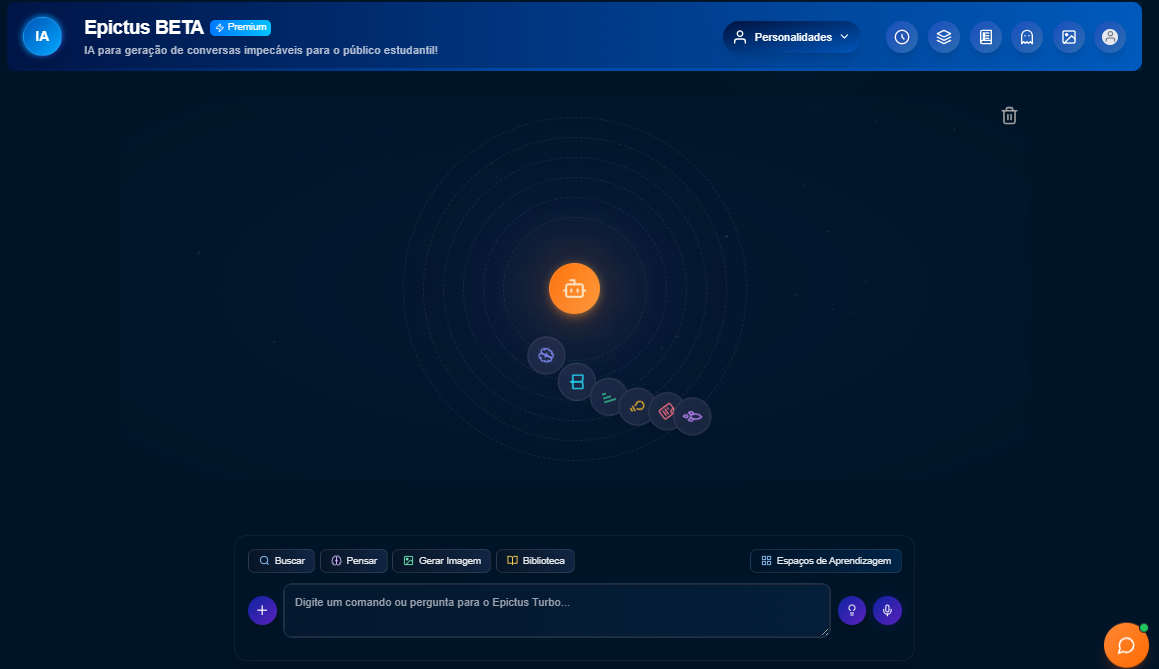 IA
Epictus BETA
Premium
IA para geração de conversas impecáveis para o público estudantil!
Personalidades
Buscar
Pensar
Gerar Imagem
Biblioteca
Espaços de Aprendizagem
Digite um comando ou pergunta para o Epictus Turbo...